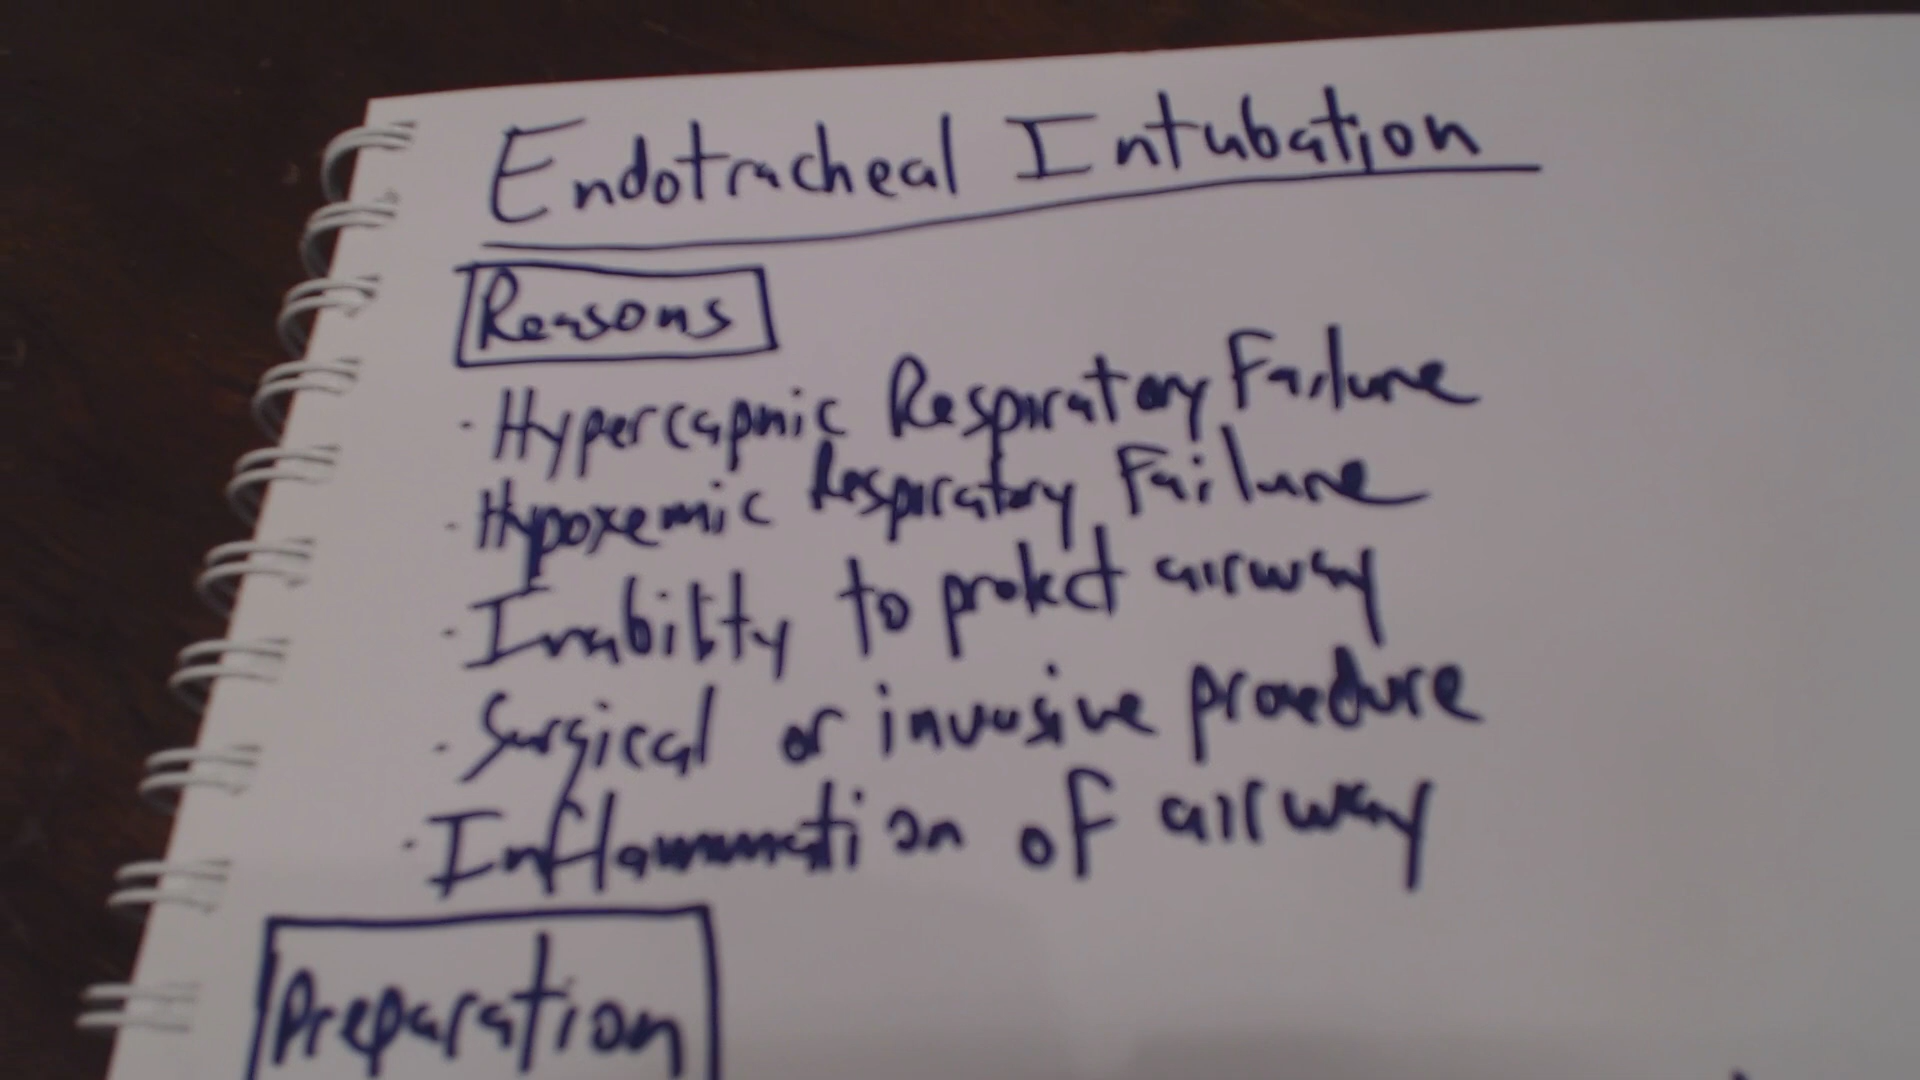 Endotracheal Intubation
Reasons
· Hypercapnic Respiratory Failure
· Hypoxemic Respiratory Failure
· Inability to protect airway
· Surgical or invasive procedure
· Inflammation of airway
Preparation